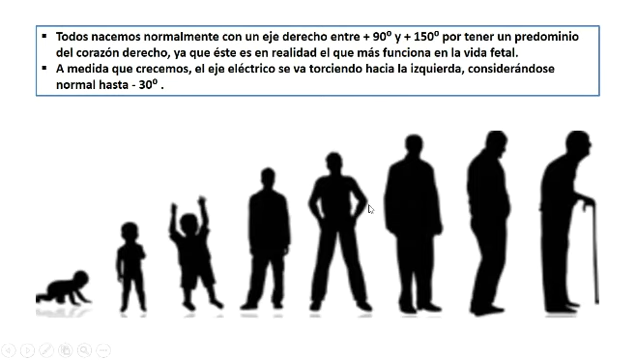 ▪ Todos nacemos normalmente con un eje derecho entre + 90⁰ y + 150⁰ por tener un predominio
del corazón derecho, ya que éste es en realidad el que más funciona en la vida fetal.
▪ A medida que crecemos, el eje eléctrico se va torciendo hacia la izquierda, considerándose
normal hasta - 30⁰ .